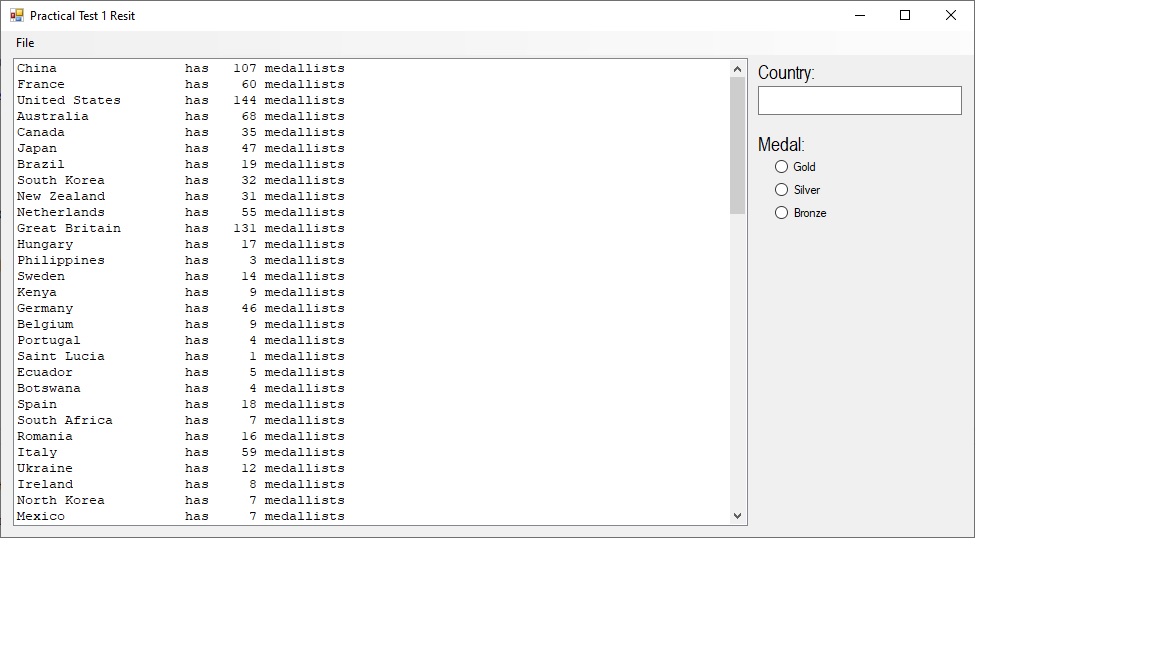 Practical Test 1 Resit
File
China has 107 medallists
France has 60 medallists
United States has 144 medallists
Australia has 68 medallists
Canada has 35 medallists
Japan has 47 medallists
Brazil has 19 medallists
South Korea has 32 medallists
New Zealand has 31 medallists
Netherlands has 55 medallists
Great Britain has 131 medallists
Hungary has 17 medallists
Philippines has 3 medallists
Sweden has 14 medallists
Kenya has 9 medallists
Germany has 46 medallists
Belgium has 9 medallists
Portugal has 4 medallists
Saint Lucia has 1 medallists
Ecuador has 5 medallists
Botswana has 4 medallists
Spain has 18 medallists
South Africa has 7 medallists
Romania has 16 medallists
Italy has 59 medallists
Ukraine has 12 medallists
Ireland has 8 medallists
North Korea has 7 medallists
Mexico has 7 medallists
Country:
Medal:
Gold
Silver
Bronze